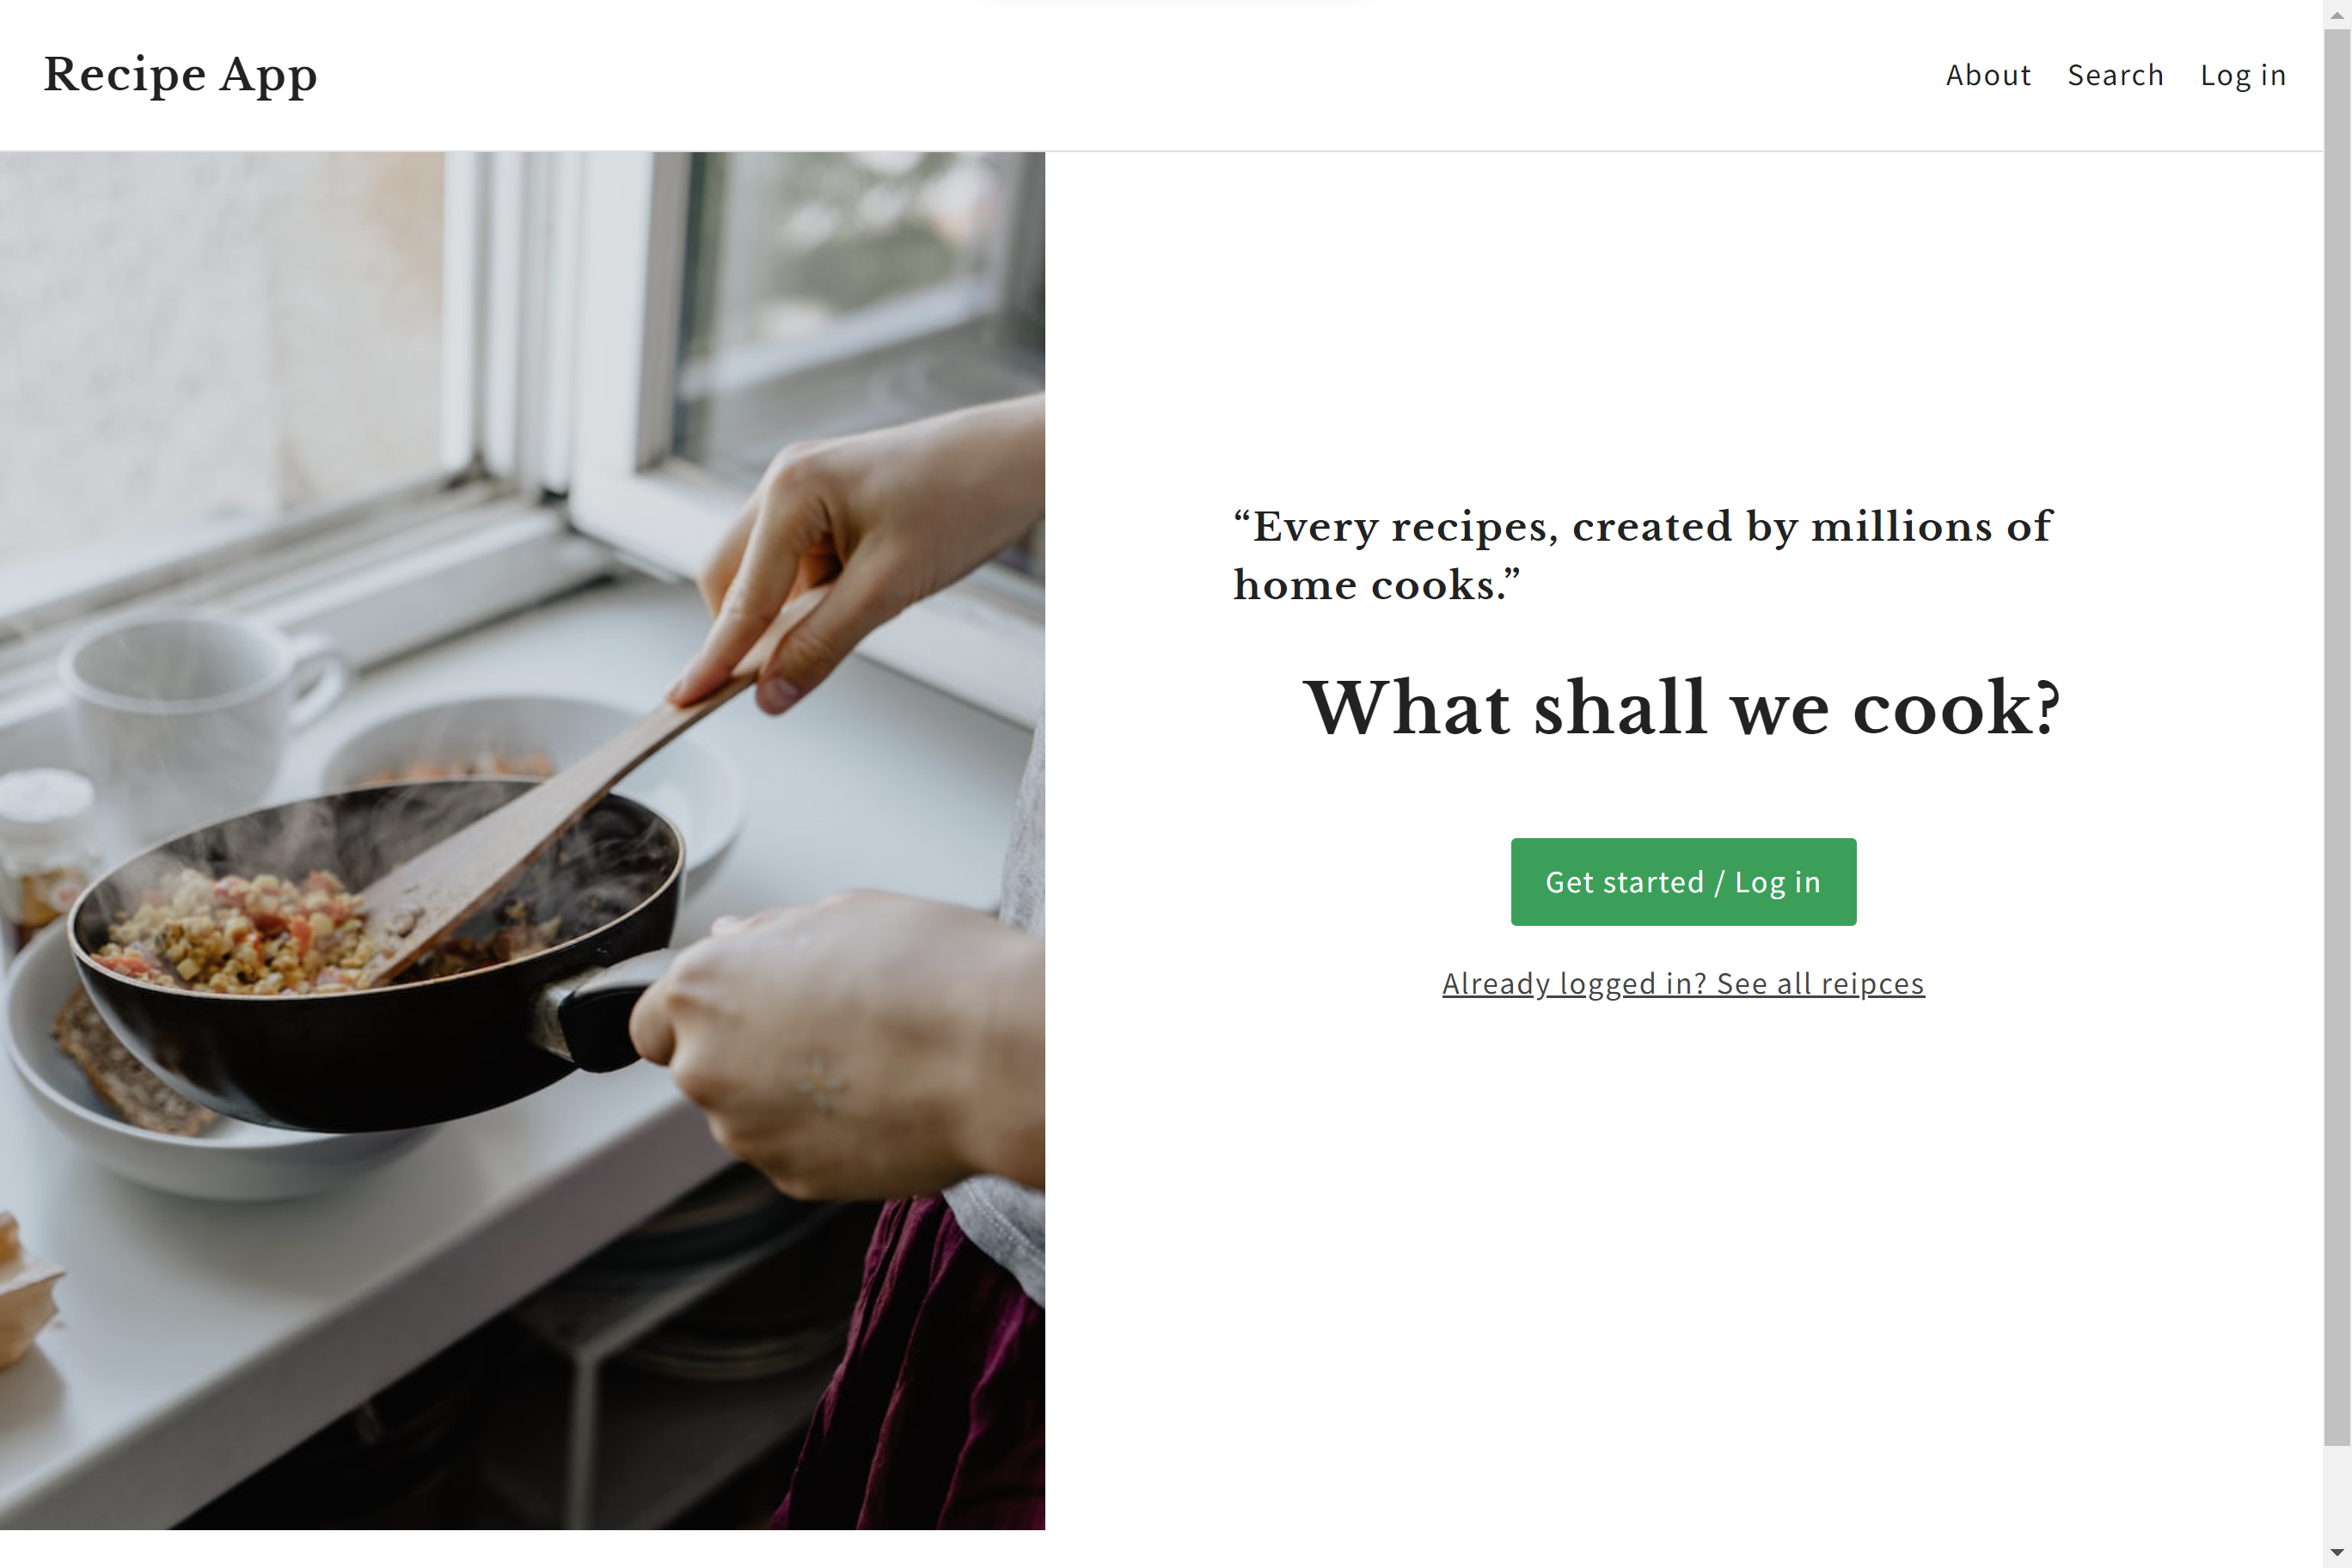 Recipe App
About Search Log in
“Every recipes, created by millions of
home cooks.”
What shall we cook?
Get started / Log in
Already logged in? See all reipces